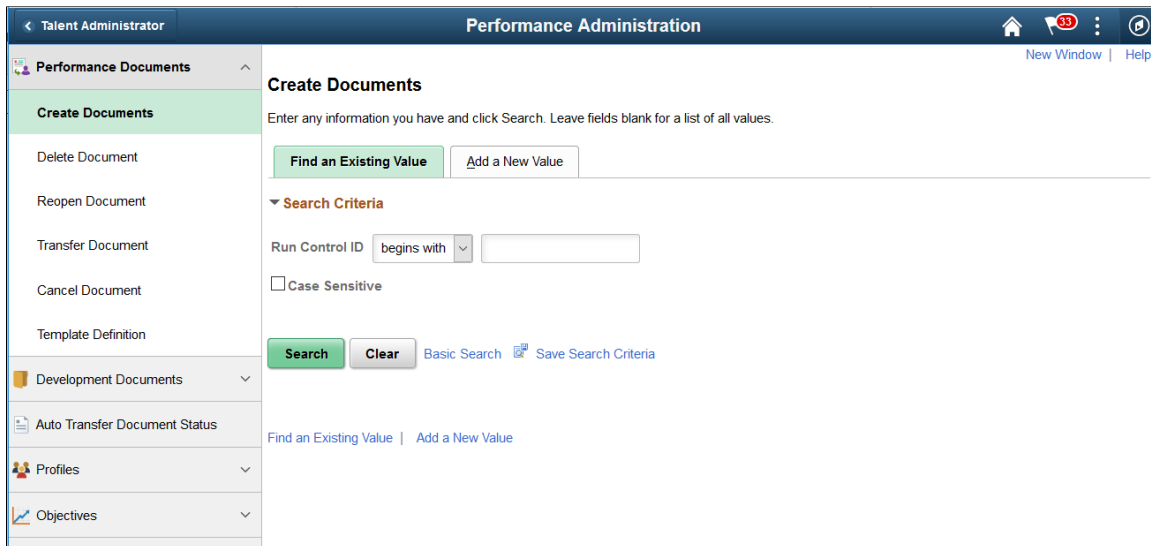 Talent Administrator
Performance Administration
33
New Window | Help
Performance Documents
Create Documents
Delete Document
Reopen Document
Transfer Document
Cancel Document
Template Definition
Development Documents
Auto Transfer Document Status
Profiles
Objectives
Create Documents
Enter any information you have and click Search. Leave fields blank for a list of all values.
Find an Existing Value
Add a New Value
Search Criteria
Run Control ID begins with
Case Sensitive
Search Clear Basic Search Save Search Criteria
Find an Existing Value | Add a New Value